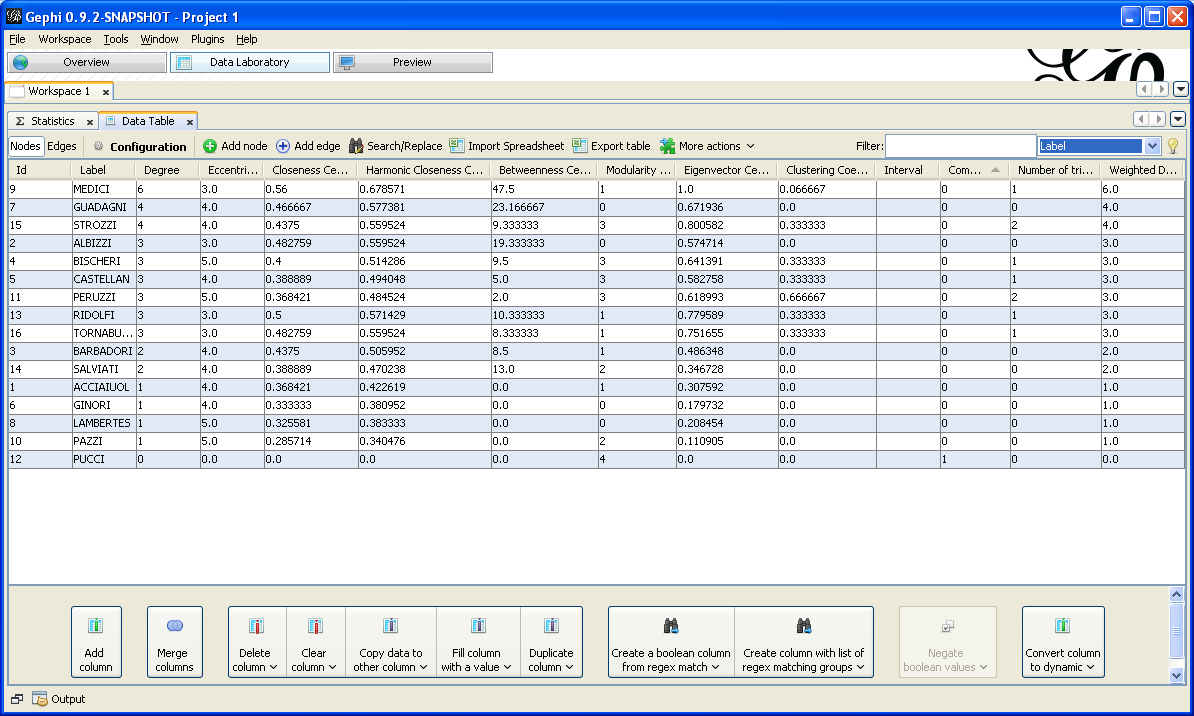 Gephi 0.9.2-SNAPSHOT - Project 1
File Workspace Tools Window Plugins Help
Overview Data Laboratory Preview
Workspace 1 x
Σ Statistics x Data Table x
Nodes Edges Configuration Add node Add edge Search/Replace Import Spreadsheet Export table More actions Filter: Label
Id Label Degree Eccentri... Closeness Ce... Harmonic Closeness C... Betweenness Ce... Modularity ... Eigenvector Ce... Clustering Coe... Interval Com... Number of tri... Weighted D...
9 MEDICI 6 3.0 0.56 0.678571 47.5 1 1.0 0.066667 0 1 6.0
7 GUADAGNI 4 4.0 0.466667 0.577381 23.166667 0 0.671936 0.0 0 0 4.0
15 STROZZI 4 4.0 0.4375 0.559524 9.333333 3 0.800582 0.333333 0 2 4.0
2 ALBIZZI 3 3.0 0.482759 0.559524 19.333333 0 0.574714 0.0 0 0 3.0
4 BISCHERI 3 5.0 0.4 0.514286 9.5 3 0.641391 0.333333 0 1 3.0
5 CASTELLAN 3 4.0 0.388889 0.494048 5.0 3 0.582758 0.333333 0 1 3.0
11 PERUZZI 3 5.0 0.368421 0.484524 2.0 3 0.618993 0.666667 0 2 3.0
13 RIDOLFI 3 3.0 0.5 0.571429 10.333333 1 0.779589 0.333333 0 1 3.0
16 TORNABU... 3 3.0 0.482759 0.559524 8.333333 1 0.751655 0.333333 0 1 3.0
3 BARBADORI 2 4.0 0.4375 0.505952 8.5 1 0.486348 0.0 0 0 2.0
14 SALVIATI 2 4.0 0.388889 0.470238 13.0 2 0.346728 0.0 0 0 2.0
1 ACCIAIUOL 1 4.0 0.368421 0.422619 0.0 1 0.307592 0.0 0 0 1.0
6 GINORI 1 4.0 0.333333 0.380952 0.0 0 0.179732 0.0 0 0 1.0
8 LAMBERTES 1 5.0 0.325581 0.383333 0.0 0 0.208454 0.0 0 0 1.0
10 PAZZI 1 5.0 0.285714 0.340476 0.0 2 0.110905 0.0 0 0 1.0
12 PUCCI 0 0.0 0.0 0.0 0.0 4 0.0 0.0 1 0 0.0
Add Merge Delete Clear Copy data to Fill column Duplicate Create a boolean column Create column with list of Negate Convert column
column columns column column other column with a value column from regex match regex matching groups boolean values to dynamic
Output